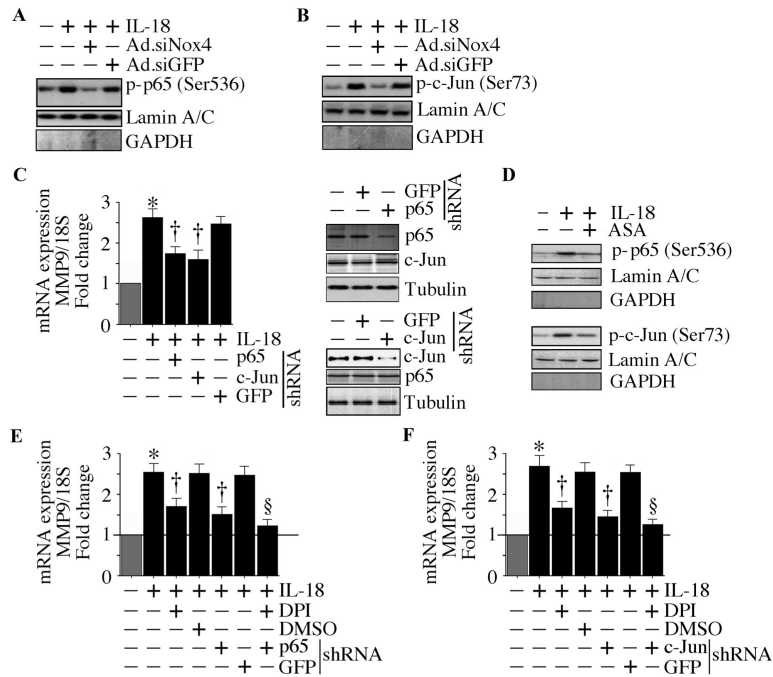 A
− + + + IL-18
− − + − Ad.siNox4
− − − + Ad.siGFP
p-p65 (Ser536)
Lamin A/C
GAPDH
B
− + + + IL-18
− − + − Ad.siNox4
− − − + Ad.siGFP
p-c-Jun (Ser73)
Lamin A/C
GAPDH
C
mRNA expression
MMP9/18S
Fold change
3
2
1
0
* † †
− + + + + IL-18
− − + − − p65
− − − + − c-Jun
− − − − + GFP
shRNA
− + − GFP
− − + p65
shRNA
p65
c-Jun
Tubulin
− + − GFP
− − + c-Jun
shRNA
c-Jun
p65
Tubulin
D
− + + IL-18
− − + ASA
p-p65 (Ser536)
Lamin A/C
GAPDH
p-c-Jun (Ser73)
Lamin A/C
GAPDH
E
mRNA expression
MMP9/18S
Fold change
3
2
1
0
* † † §
− + + + + + + IL-18
− − + − − − + DPI
− − − + − − − DMSO
− − − − + − + p65
− − − − − + − GFP
shRNA
F
mRNA expression
MMP9/18S
Fold change
3
2
1
0
* † † §
− + + + + + + IL-18
− − + − − − + DPI
− − − + − − − DMSO
− − − − + − + c-Jun
− − − − − + − GFP
shRNA